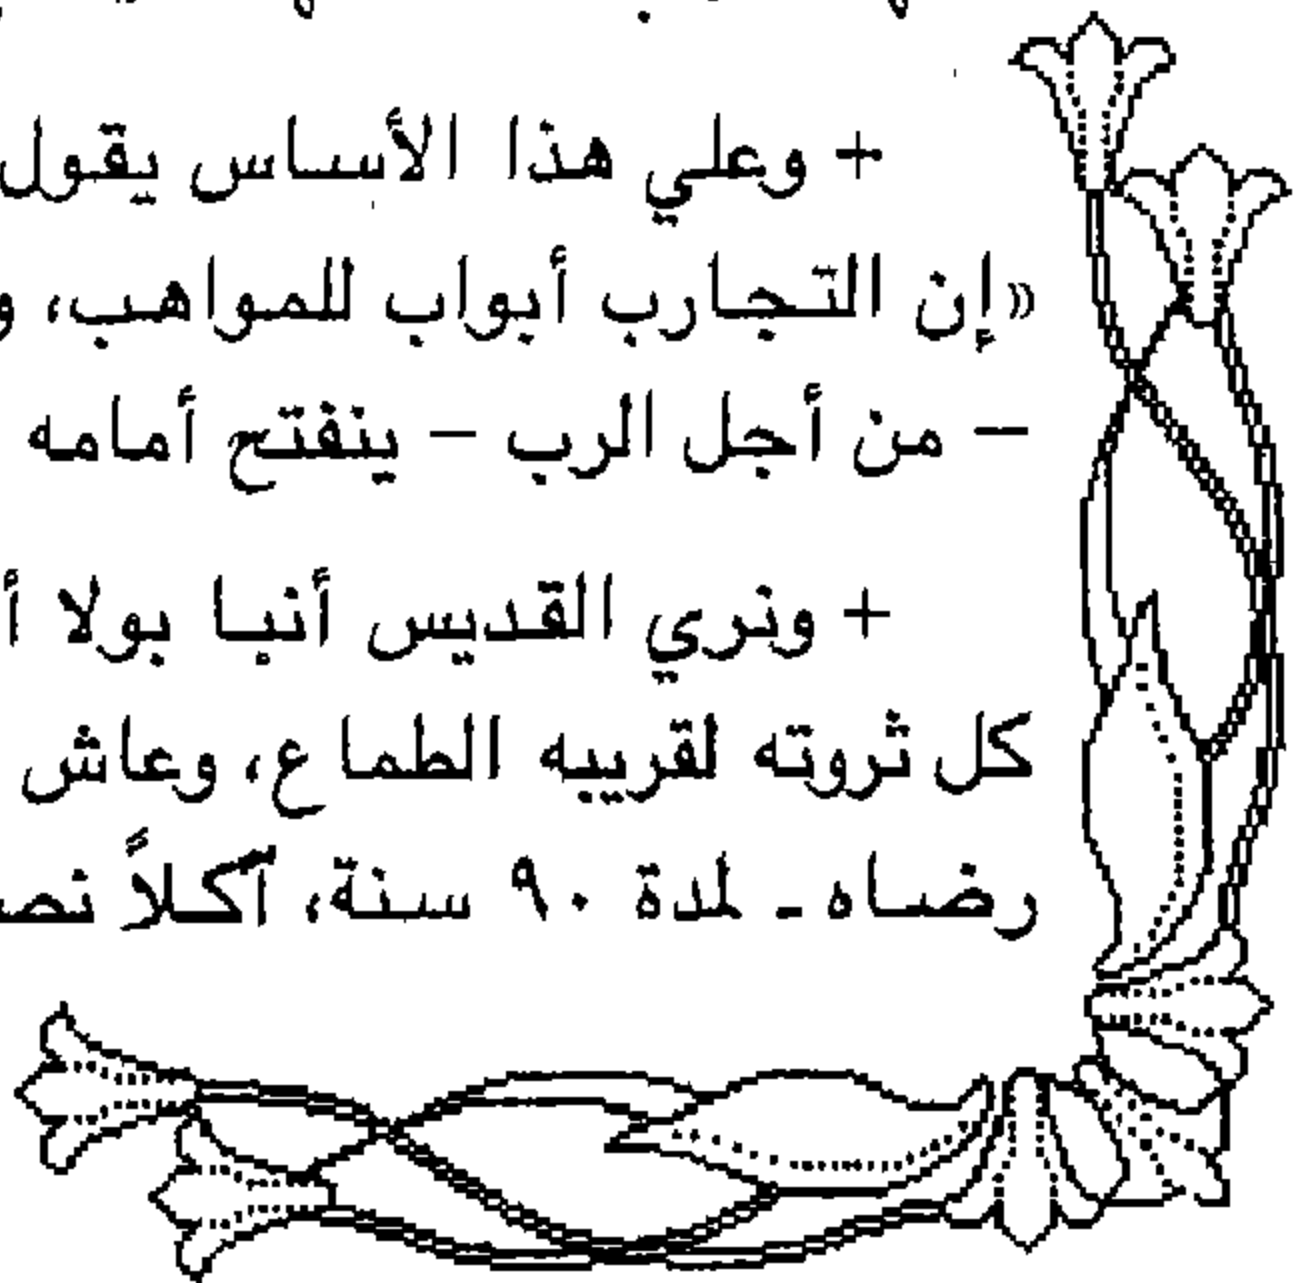 + وعلي هذا الأساس يقول
«إن التجارب أبواب للمواهب، و
– من أجل الرب – ينفتح أمامه
+ ونري القديس أنبا بولا
كل ثروته لقريبه الطماع، وعاش
رضاه ـ لمدة ٩٠ سنة، آكلاً نصـ